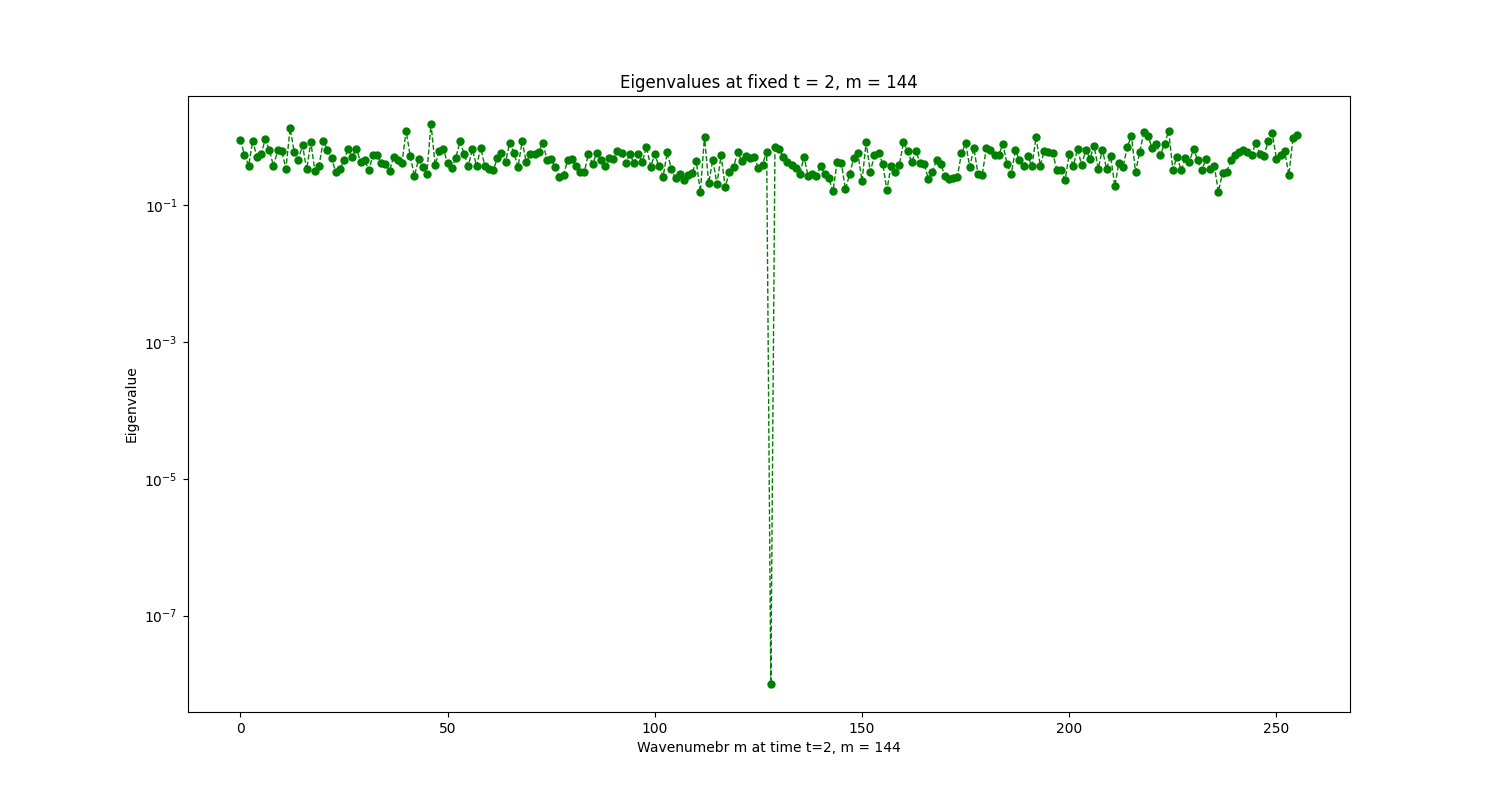 Eigenvalues at fixed t = 2, m = 144
Eigenvalue
10⁻¹
10⁻³
10⁻⁵
10⁻⁷
0 50 100 150 200 250
Wavenumebr m at time t=2, m = 144